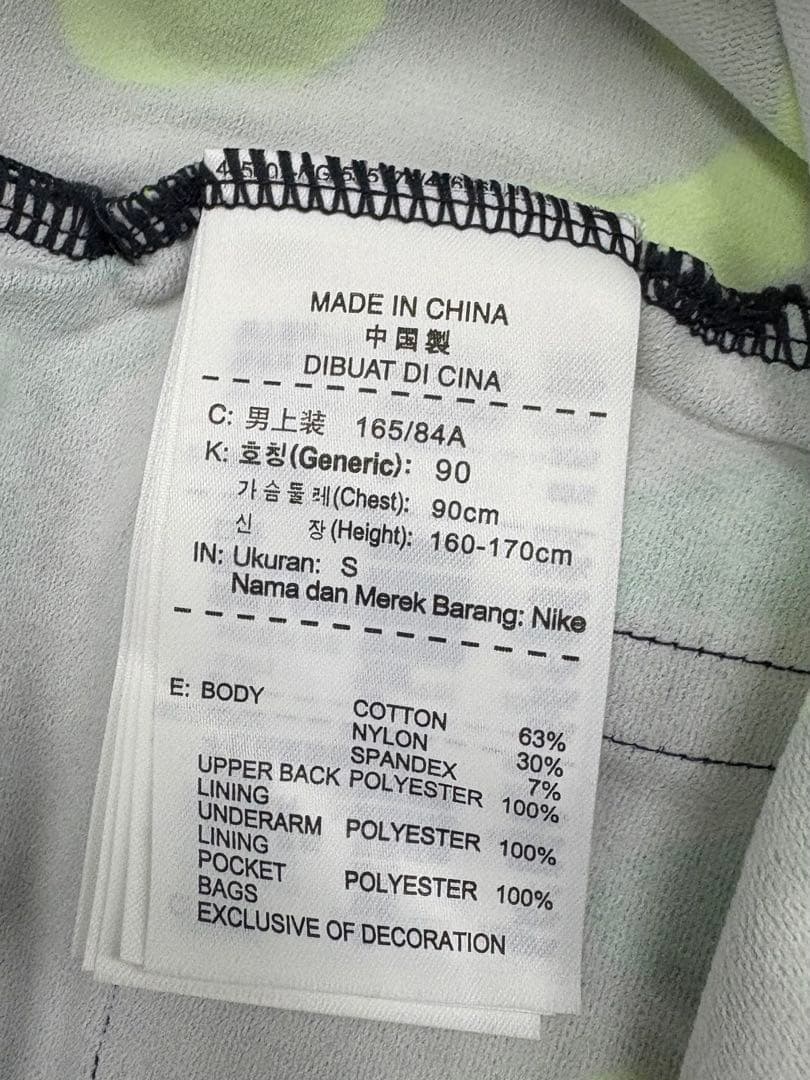 MADE IN CHINA
中国製
DIBUAT DI CINA
C: 男上装 165/84A
K: 호칭(Generic): 90
가슴둘레(Chest): 90cm
신 장(Height): 160-170cm
IN: Ukuran: S
Nama dan Merek Barang: Nike
E: BODY COTTON 63%
NYLON 30%
SPANDEX 7%
UPPER BACK POLYESTER 100%
LINING
UNDERARM POLYESTER 100%
LINING
POCKET POLYESTER 100%
BAGS
EXCLUSIVE OF DECORATION